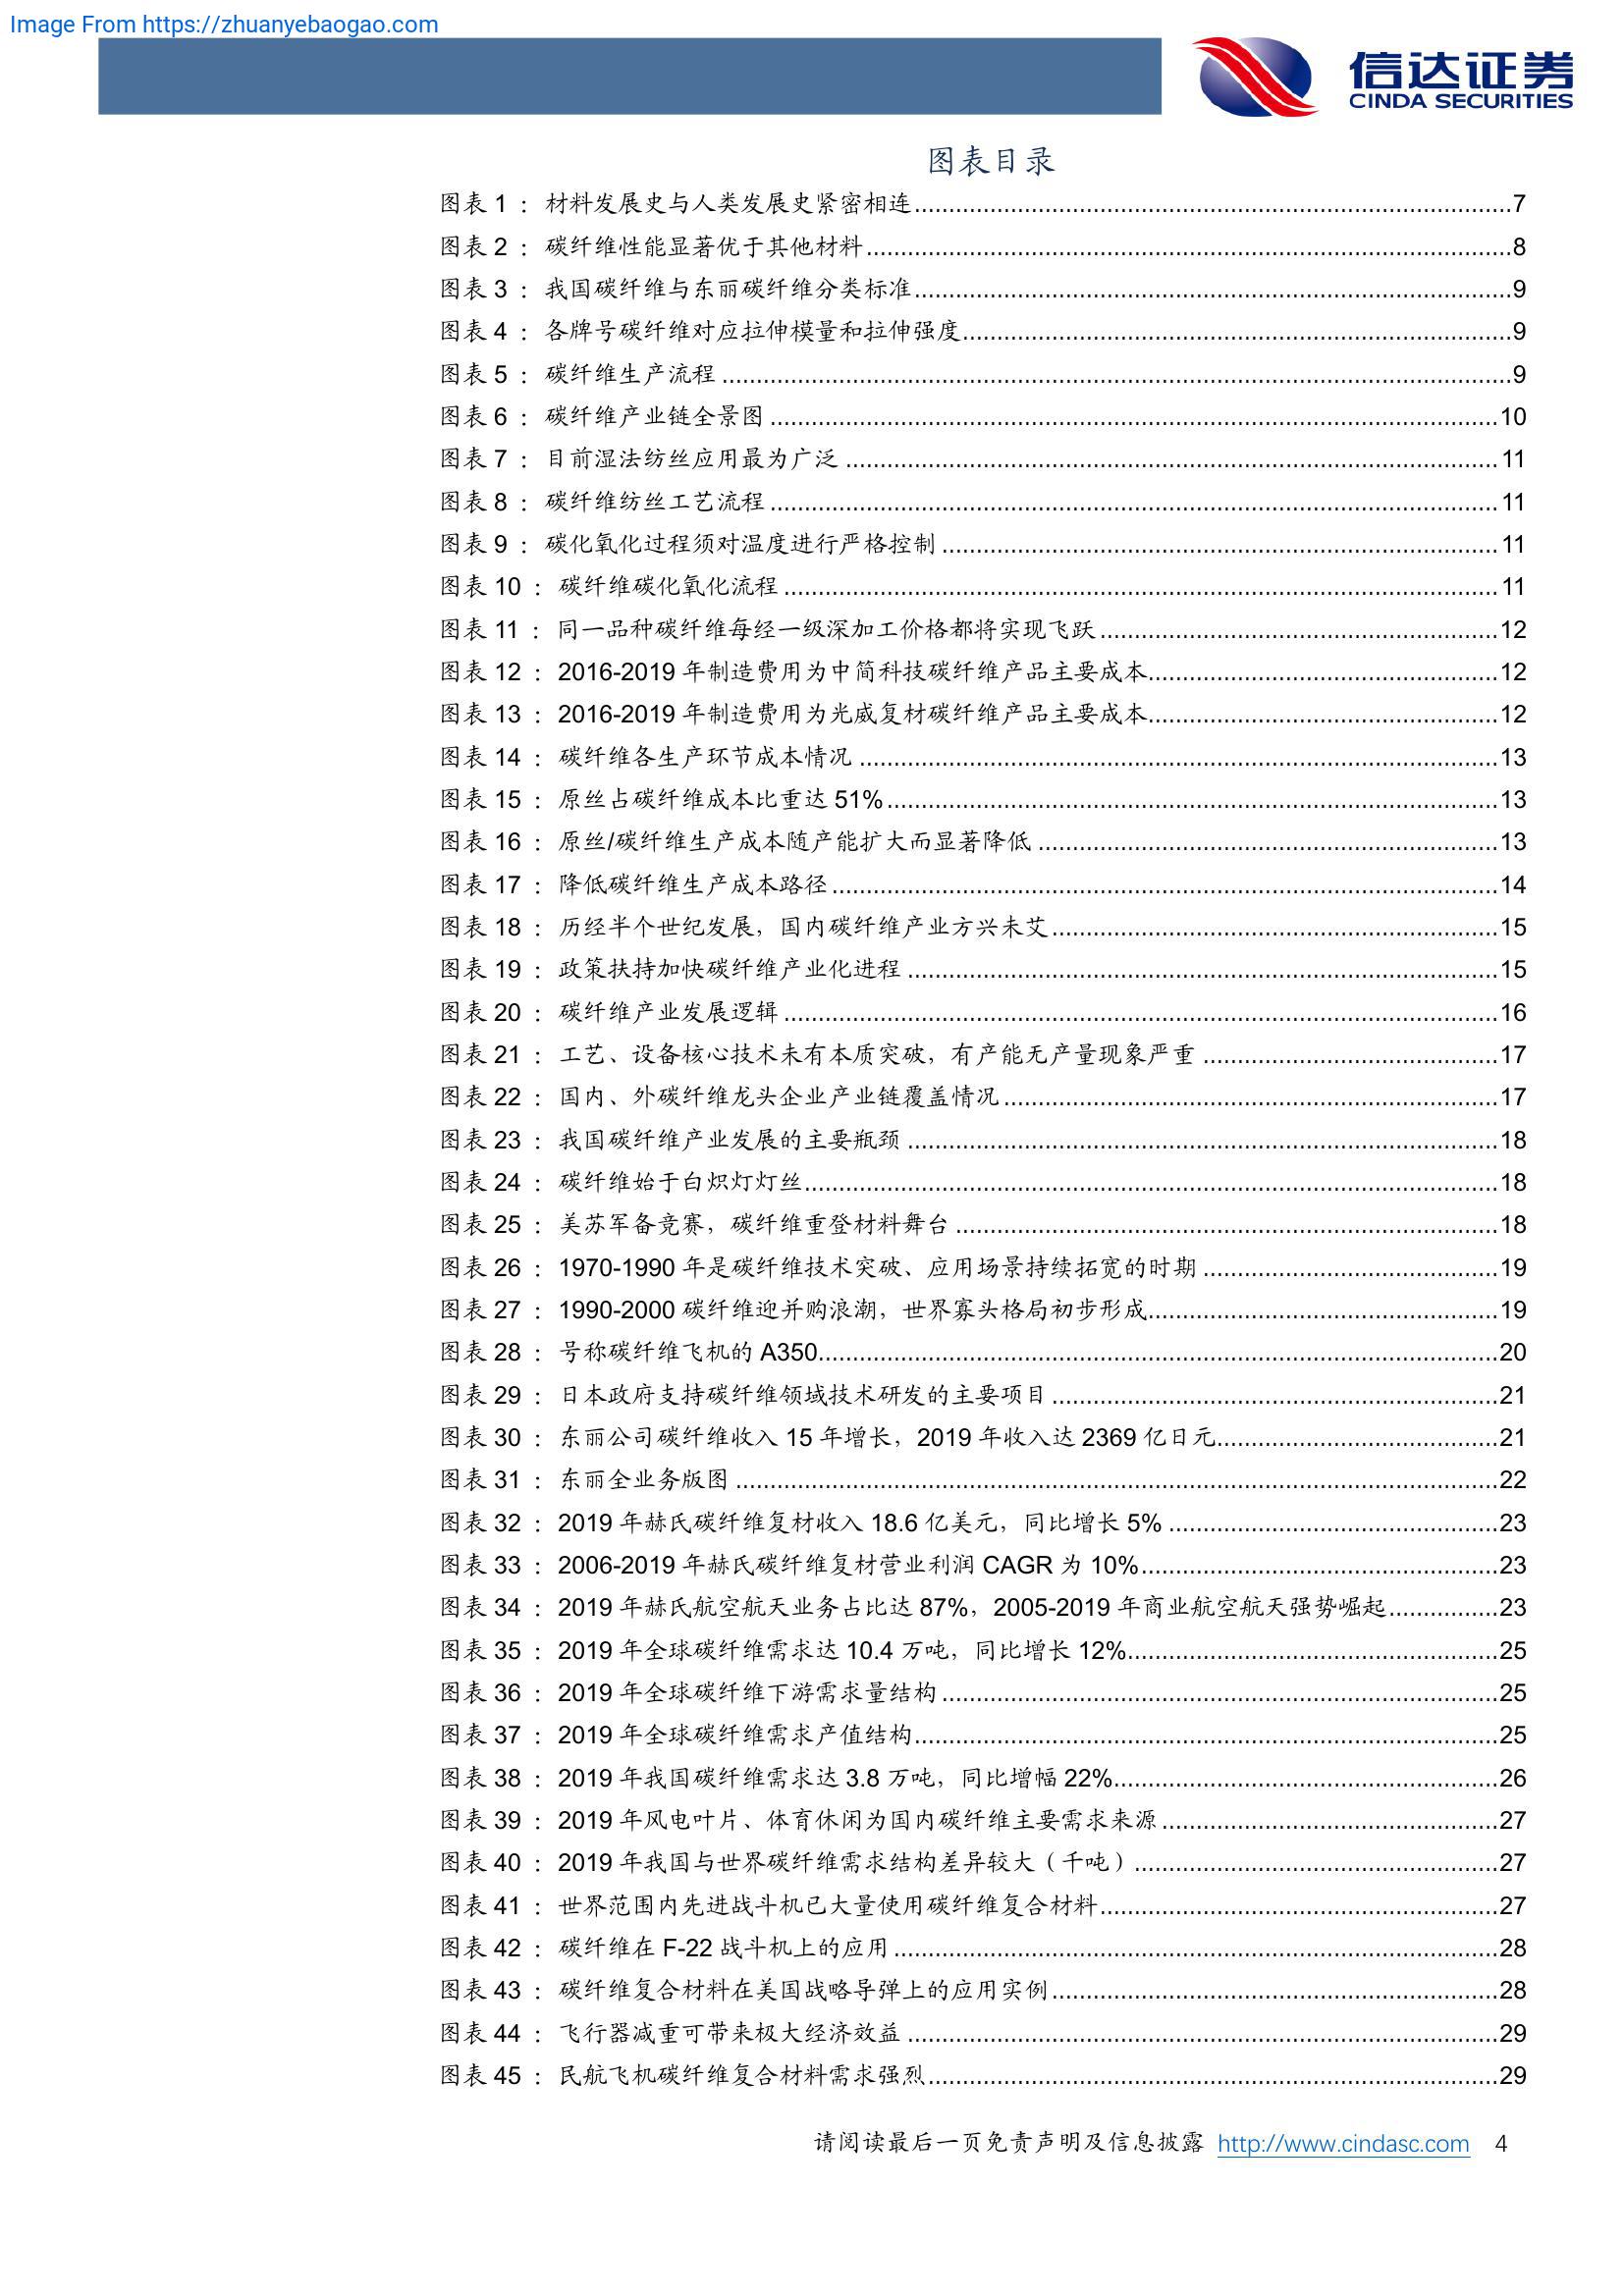 Image From https://zhuanyebaogao.com
信达证券
CINDA SECURITIES
图表目录
图表 1 ：材料发展史与人类发展史紧密相连......7
图表 2 ：碳纤维性能显著优于其他材料......8
图表 3 ：我国碳纤维与东丽碳纤维分类标准......9
图表 4 ：各牌号碳纤维对应拉伸模量和拉伸强度......9
图表 5 ：碳纤维生产流程......9
图表 6 ：碳纤维产业链全景图......10
图表 7 ：目前湿法纺丝应用最为广泛......11
图表 8 ：碳纤维纺丝工艺流程......11
图表 9 ：碳化氧化过程须对温度进行严格控制......11
图表 10 ：碳纤维碳化氧化流程......11
图表 11 ：同一品种碳纤维每经一级深加工价格都将实现飞跃......12
图表 12 ：2016-2019 年制造费用为中简科技碳纤维产品主要成本......12
图表 13 ：2016-2019 年制造费用为光威复材碳纤维产品主要成本......12
图表 14 ：碳纤维各生产环节成本情况......13
图表 15 ：原丝占碳纤维成本比重达 51%......13
图表 16 ：原丝/碳纤维生产成本随产能扩大而显著降低......13
图表 17 ：降低碳纤维生产成本路径......14
图表 18 ：历经半个世纪发展，国内碳纤维产业方兴未艾......15
图表 19 ：政策扶持加快碳纤维产业化进程......15
图表 20 ：碳纤维产业发展逻辑......16
图表 21 ：工艺、设备核心技术未有本质突破，有产能无产量现象严重......17
图表 22 ：国内、外碳纤维龙头企业产业链覆盖情况......17
图表 23 ：我国碳纤维产业发展的主要瓶颈......18
图表 24 ：碳纤维始于白炽灯灯丝......18
图表 25 ：美苏军备竞赛，碳纤维重登材料舞台......18
图表 26 ：1970-1990 年是碳纤维技术突破、应用场景持续拓宽的时期......19
图表 27 ：1990-2000 碳纤维迎并购浪潮，世界寡头格局初步形成......19
图表 28 ：号称碳纤维飞机的 A350......20
图表 29 ：日本政府支持碳纤维领域技术研发的主要项目......21
图表 30 ：东丽公司碳纤维收入 15 年增长，2019 年收入达 2369 亿日元......21
图表 31 ：东丽全业务版图......22
图表 32 ：2019 年赫氏碳纤维复材收入 18.6 亿美元，同比增长 5%......23
图表 33 ：2006-2019 年赫氏碳纤维复材营业利润 CAGR 为 10%......23
图表 34 ：2019 年赫氏航空航天业务占比达 87%，2005-2019 年商业航空航天强势崛起......23
图表 35 ：2019 年全球碳纤维需求达 10.4 万吨，同比增长 12%......25
图表 36 ：2019 年全球碳纤维下游需求量结构......25
图表 37 ：2019 年全球碳纤维需求产值结构......25
图表 38 ：2019 年我国碳纤维需求达 3.8 万吨，同比增幅 22%......26
图表 39 ：2019 年风电叶片、体育休闲为国内碳纤维主要需求来源......27
图表 40 ：2019 年我国与世界碳纤维需求结构差异较大（千吨）......27
图表 41 ：世界范围内先进战斗机已大量使用碳纤维复合材料......27
图表 42 ：碳纤维在 F-22 战斗机上的应用......28
图表 43 ：碳纤维复合材料在美国战略导弹上的应用实例......28
图表 44 ：飞行器减重可带来极大经济效益......29
图表 45 ：民航飞机碳纤维复合材料需求强烈......29
请阅读最后一页免责声明及信息披露 http://www.cindasc.com 4